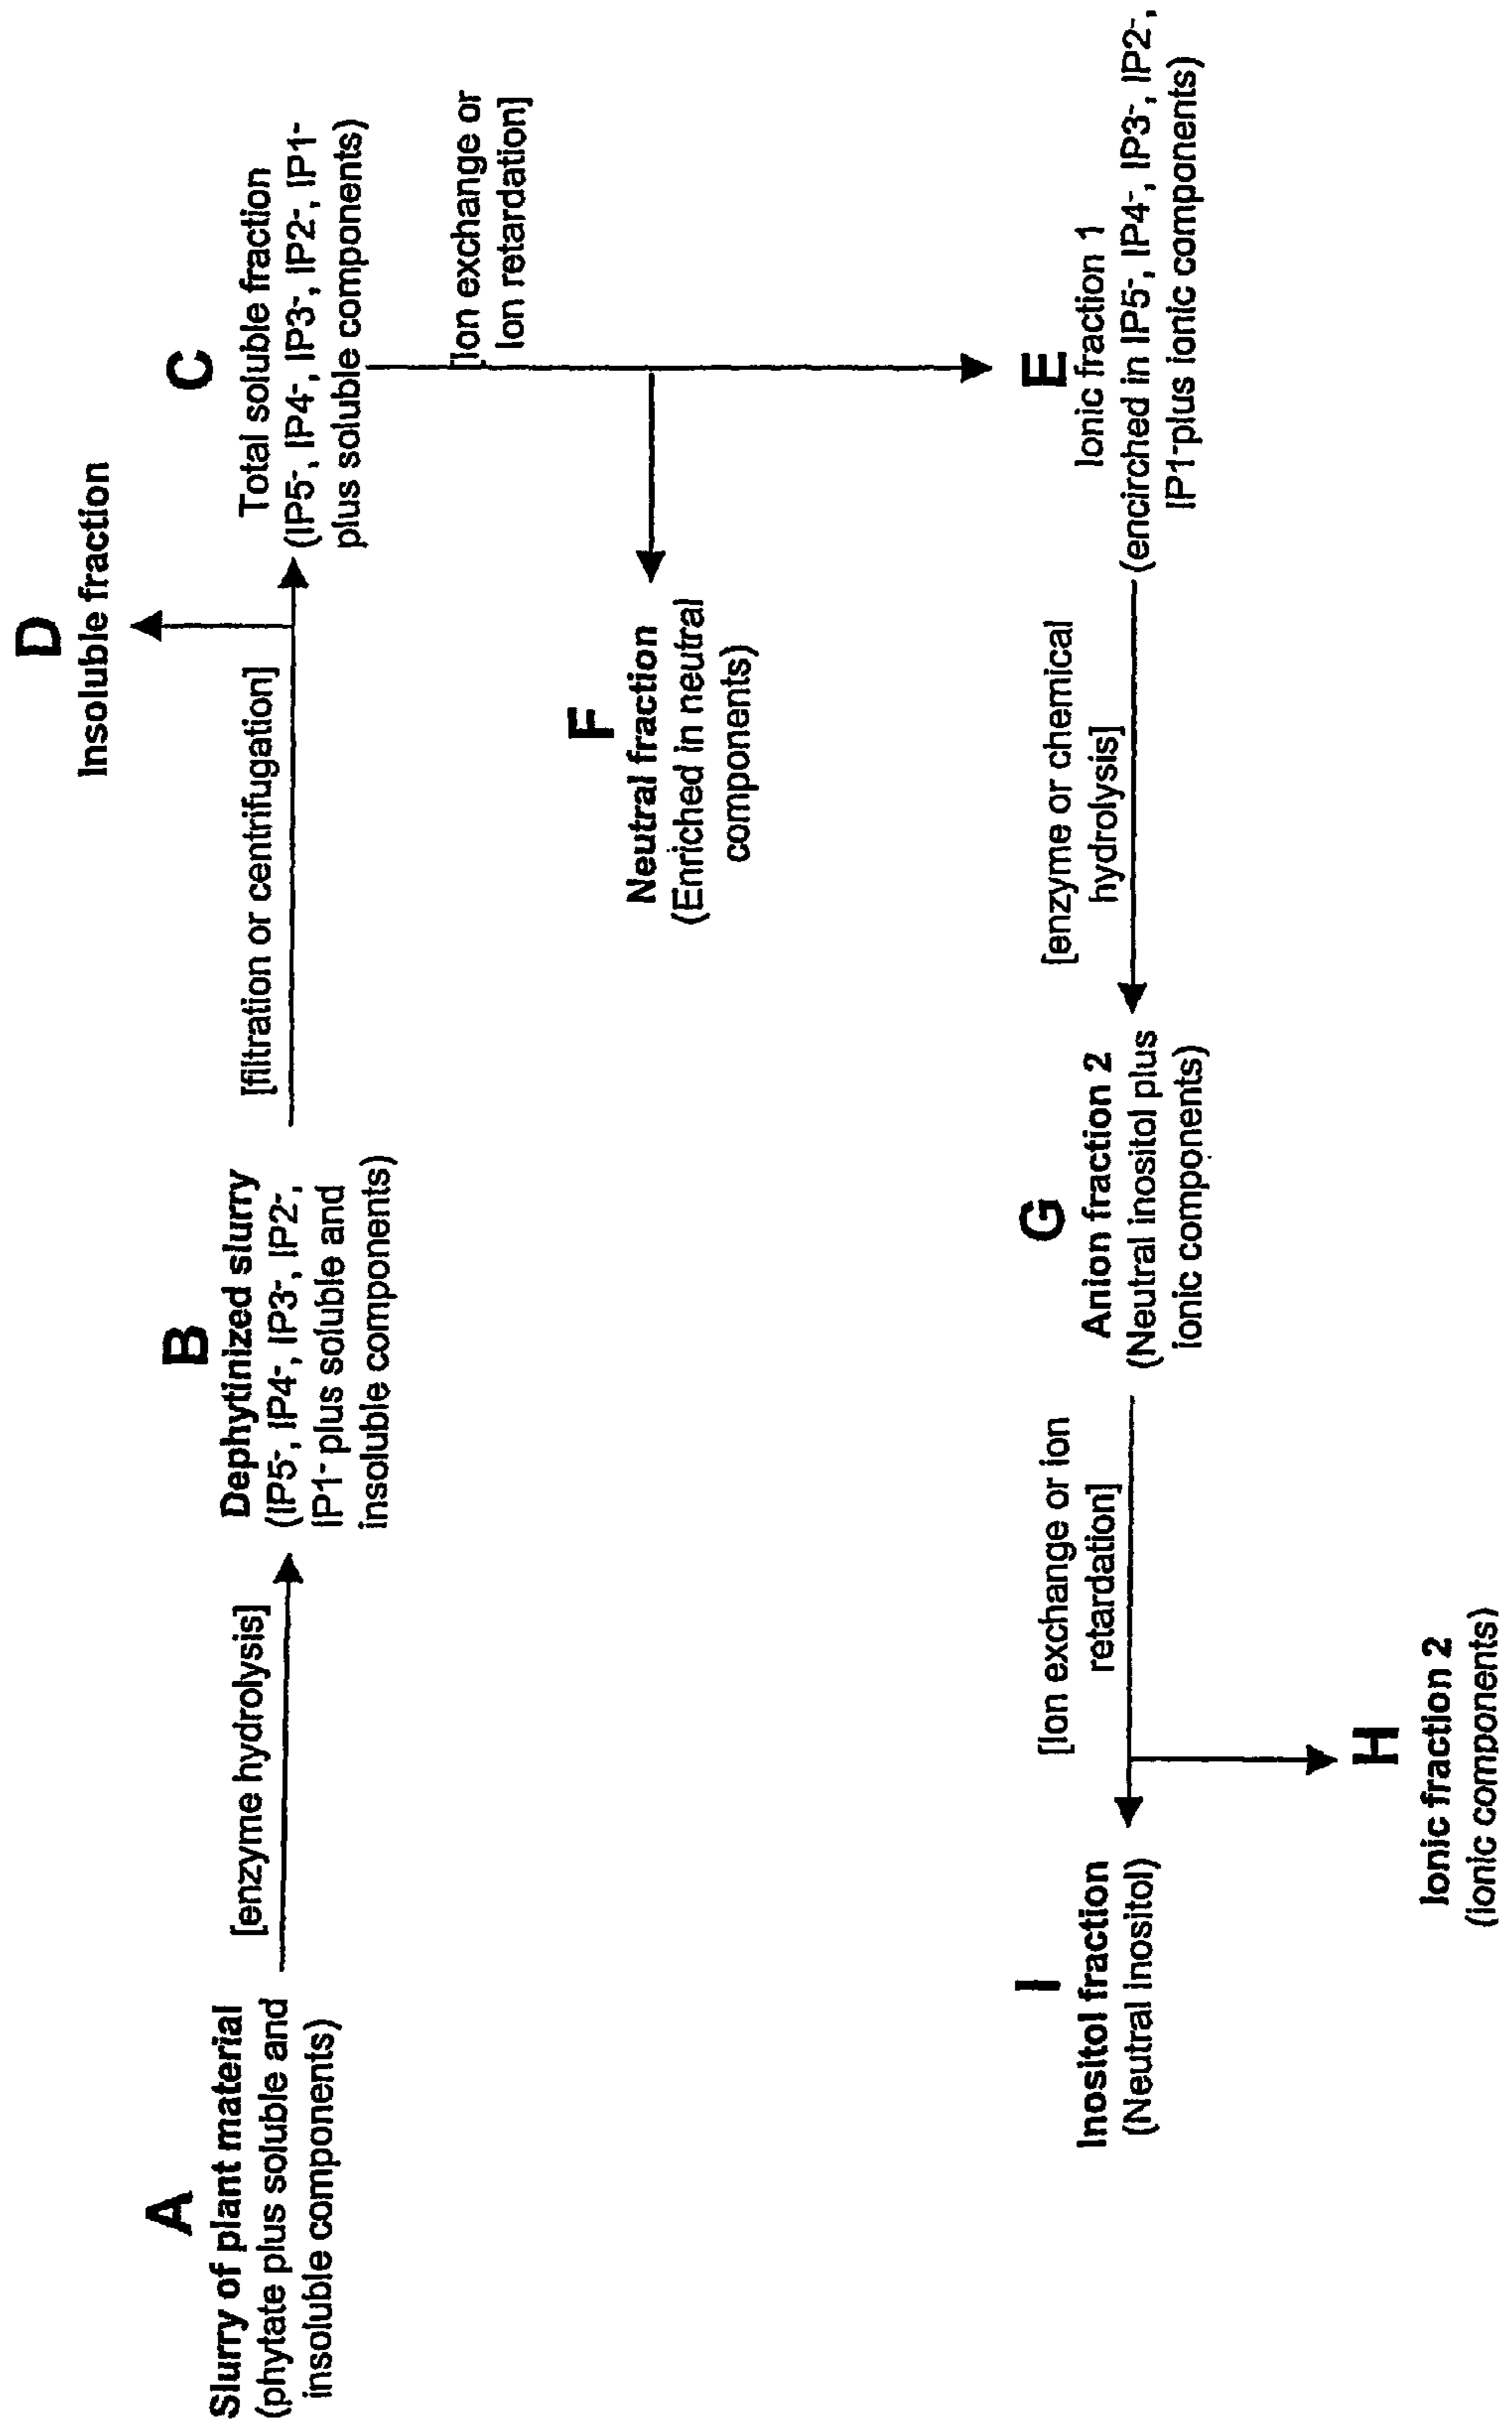 A
Slurry of plant material
(phytate plus soluble and
insoluble components)
[enzyme hydrolysis]
B
Dephytinized slurry
(IP5-, IP4-, IP3-, IP2-,
IP1- plus soluble and
insoluble components)
[filtration or centrifugation]
D
Insoluble fraction
C
Total soluble fraction
(IP5-, IP4-, IP3-, IP2-, IP1-
plus soluble components)
[Ion exchange or
Ion retardation]
F
Neutral fraction
(Enriched in neutral
components)
E
Ionic fraction 1
(encirched in IP5-, IP4-, IP3-, IP2-,
IP1-plus ionic components)
[enzyme or chemical
hydrolysis]
G
Anion fraction 2
(Neutral inositol plus
ionic components)
[Ion exchange or ion
retardation]
H
Ionic fraction 2
(ionic components)
I
Inositol fraction
(Neutral Inositol)